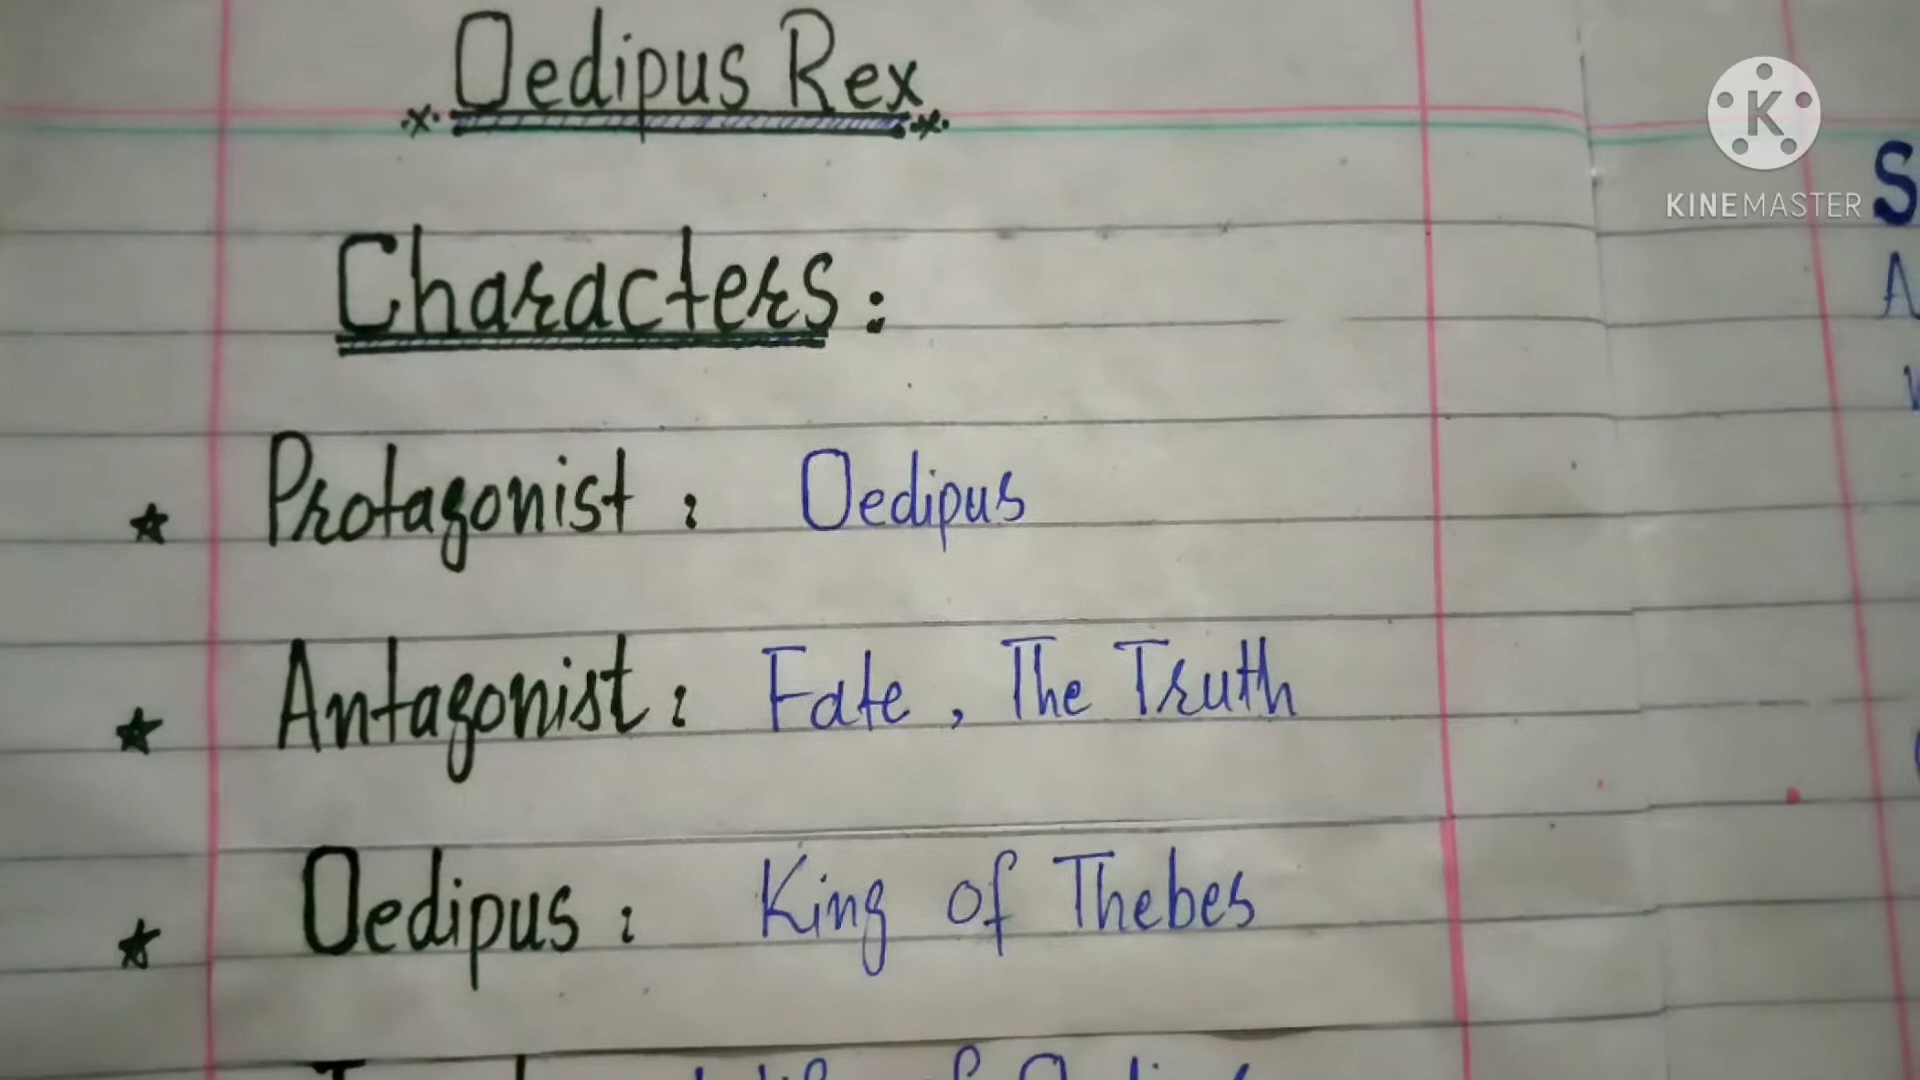 Oedipus Rex
Characters:
Protagonist: Oedipus
Antagonist: Fate, The Truth
Oedipus: King of Thebes
K
KINEMASTER